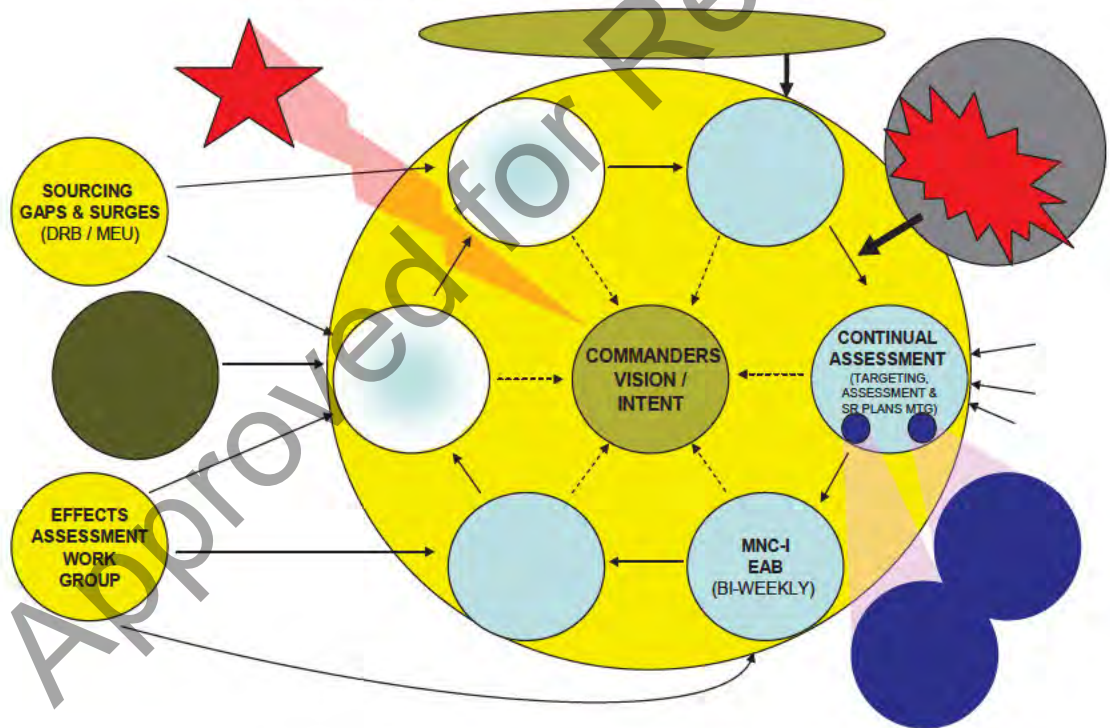 Approved for Re
SOURCING
GAPS & SURGES
(DRB / MEU)
COMMANDERS
VISION /
INTENT
CONTINUAL
ASSESSMENT
(TARGETING,
ASSESSMENT &
SR PLANS MTG)
EFFECTS
ASSESSMENT
WORK
GROUP
MNC-I
EAB
(BI-WEEKLY)